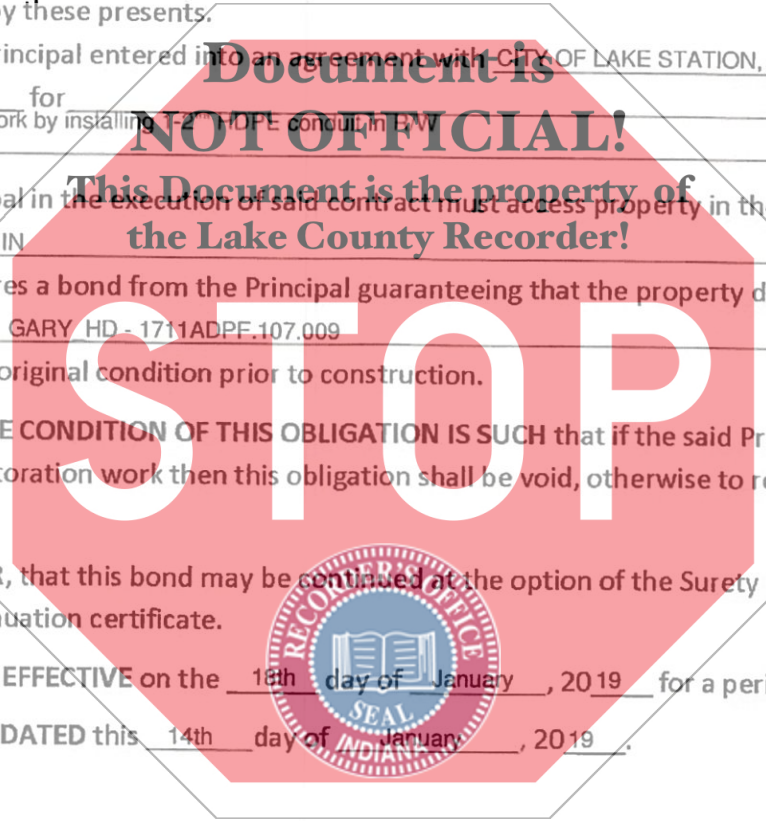 y these presents.
rincipal entered into an agreement with CITY OF LAKE STATION,
Document is
for
ork by installing 1-2" HDPE conduit in R/W
NOT OFFICIAL!
This Document is the property of
al in the execution of said contract must access property in th
the Lake County Recorder!
IN
es a bond from the Principal guaranteeing that the property d
GARY HD - 1711ADPF.107.009
STOP
original condition prior to construction.
E CONDITION OF THIS OBLIGATION IS SUCH that if the said Pr
toration work then this obligation shall be void, otherwise to re
R, that this bond may be continued at the option of the Surety
uation certificate.
RECORDER'S OFFICE
SEAL
INDIANA
EFFECTIVE on the 18th day of January, 2019 for a peri
DATED this 14th day of January, 2019.